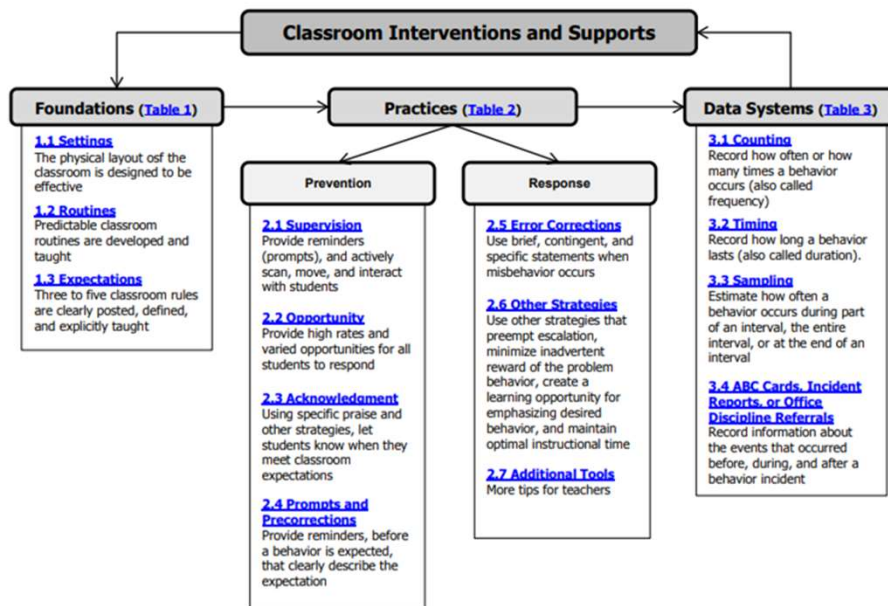 Classroom Interventions and Supports
Foundations (Table 1)
1.1 Settings
The physical layout osf the
classroom is designed to be
effective
1.2 Routines
Predictable classroom
routines are developed and
taught
1.3 Expectations
Three to five classroom rules
are clearly posted, defined,
and explicitly taught
Practices (Table 2)
Prevention
2.1 Supervision
Provide reminders
(prompts), and actively
scan, move, and interact
with students
2.2 Opportunity
Provide high rates and
varied opportunities for all
students to respond
2.3 Acknowledgment
Using specific praise and
other strategies, let
students know when they
meet classroom
expectations
2.4 Prompts and
Precorrections
Provide reminders, before
a behavior is expected,
that clearly describe the
expectation
Response
2.5 Error Corrections
Use brief, contingent, and
specific statements when
misbehavior occurs
2.6 Other Strategies
Use other strategies that
preempt escalation,
minimize inadvertent
reward of the problem
behavior, create a
learning opportunity for
emphasizing desired
behavior, and maintain
optimal instructional time
2.7 Additional Tools
More tips for teachers
Data Systems (Table 3)
3.1 Counting
Record how often or how
many times a behavior
occurs (also called
frequency)
3.2 Timing
Record how long a behavior
lasts (also called duration).
3.3 Sampling
Estimate how often a
behavior occurs during part
of an interval, the entire
interval, or at the end of an
interval
3.4 ABC Cards, Incident
Reports, or Office
Discipline Referrals
Record information about
the events that occurred
before, during, and after a
behavior incident